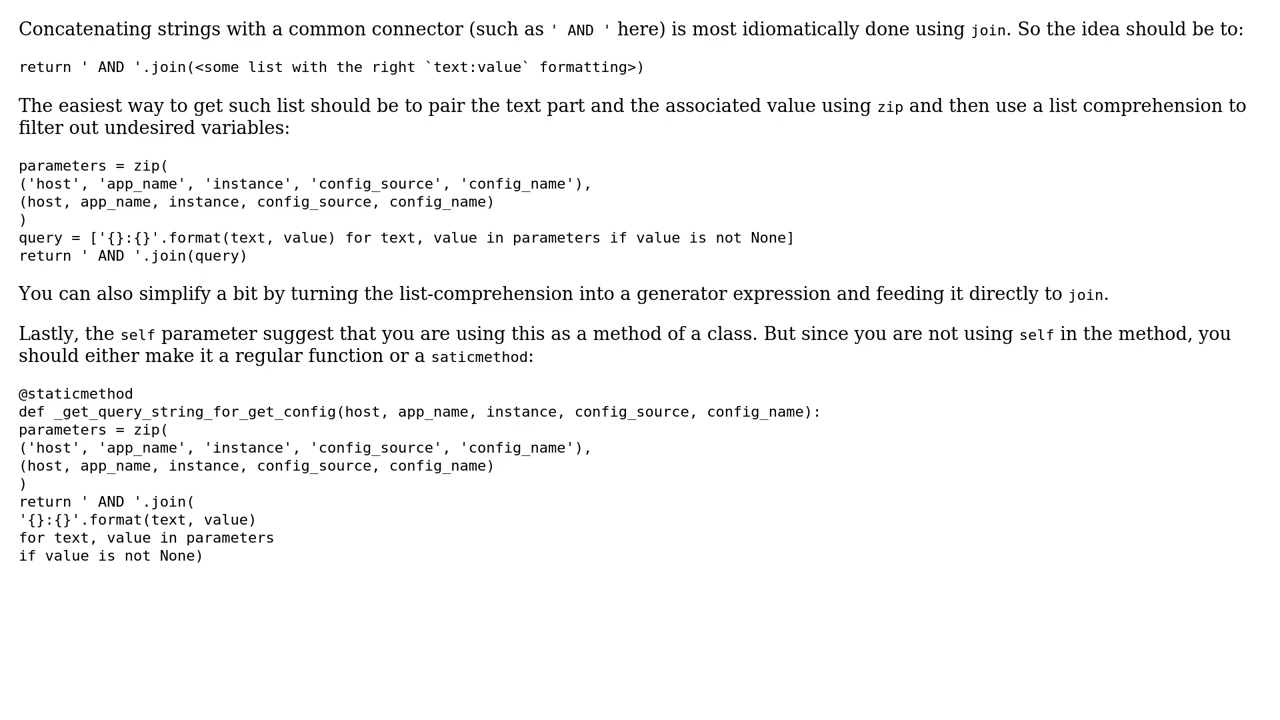 Concatenating strings with a common connector (such as ' AND ' here) is most idiomatically done using join. So the idea should be to:
return ' AND '.join(<some list with the right `text:value` formatting>)
The easiest way to get such list should be to pair the text part and the associated value using zip and then use a list comprehension to
filter out undesired variables:
parameters = zip(
('host', 'app_name', 'instance', 'config_source', 'config_name'),
(host, app_name, instance, config_source, config_name)
)
query = ['{}:{}'.format(text, value) for text, value in parameters if value is not None]
return ' AND '.join(query)
You can also simplify a bit by turning the list-comprehension into a generator expression and feeding it directly to join.
Lastly, the self parameter suggest that you are using this as a method of a class. But since you are not using self in the method, you
should either make it a regular function or a saticmethod:
@staticmethod
def _get_query_string_for_get_config(host, app_name, instance, config_source, config_name):
parameters = zip(
('host', 'app_name', 'instance', 'config_source', 'config_name'),
(host, app_name, instance, config_source, config_name)
)
return ' AND '.join(
'{}:{}'.format(text, value)
for text, value in parameters
if value is not None)